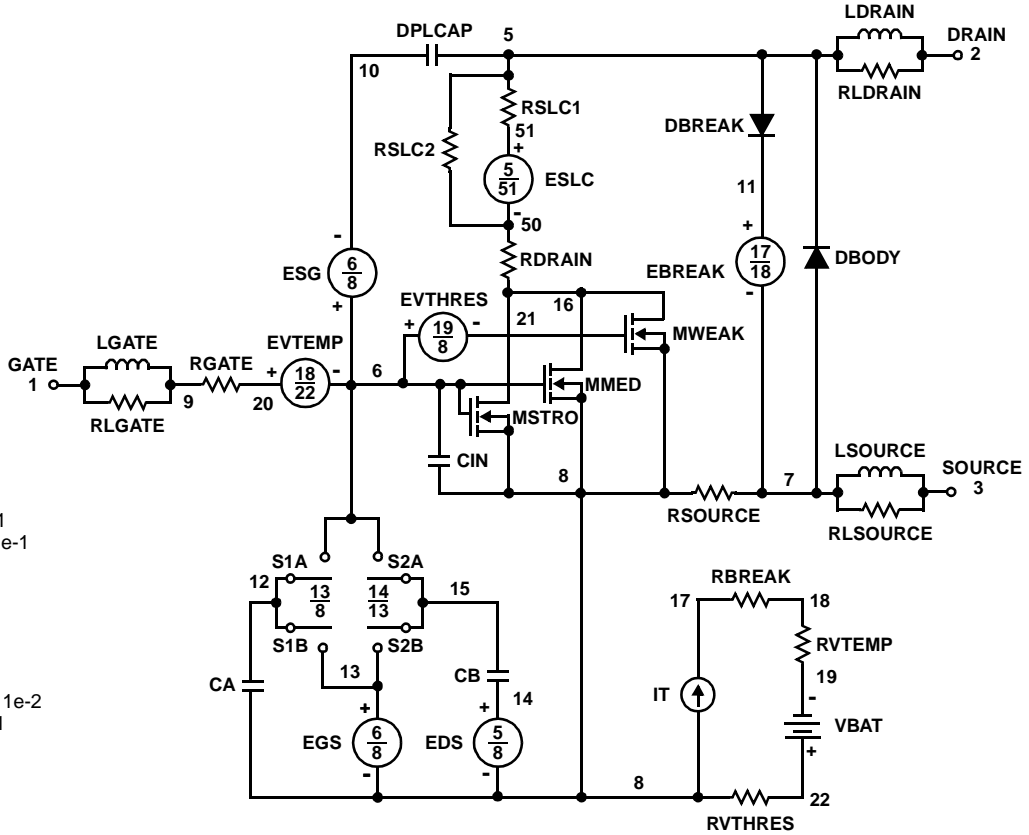 LDRAIN
DPLCAP
5
DRAIN
2
10
RLDRAIN
RSLC1
51
DBREAK
RSLC2
+
5
51
ESLC
11
-
50
-
+
RDRAIN
17
18
DBODY
6
8
ESG
EBREAK
+
EVTHRES
16
-
21
+
19
8
-
MWEAK
LGATE
EVTEMP
GATE
1
RGATE
+
18
22
-
6
MMED
9
20
MSTRO
RLGATE
LSOURCE
CIN
8
7
SOURCE
3
RSOURCE
RLSOURCE
1
e-1
S1A
S2A
12
13
8
14
13
15
RBREAK
17
18
S1B
S2B
RVTEMP
13
CB
19
CA
14
IT
-
1e-2
+
+
VBAT
EGS
6
8
EDS
5
8
+
-
-
8
22
RVTHRES